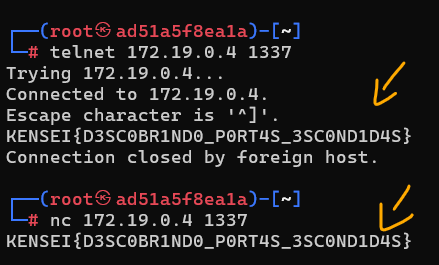 ┌──(root㉿ad51a5f8ea1a)-[~]
└─# telnet 172.19.0.4 1337
Trying 172.19.0.4...
Connected to 172.19.0.4.
Escape character is '^]'.
KENSEI{D3SC0BR1ND0_P0RT4S_3SC0ND1D4S}
Connection closed by foreign host.
┌──(root㉿ad51a5f8ea1a)-[~]
└─# nc 172.19.0.4 1337
KENSEI{D3SC0BR1ND0_P0RT4S_3SC0ND1D4S}